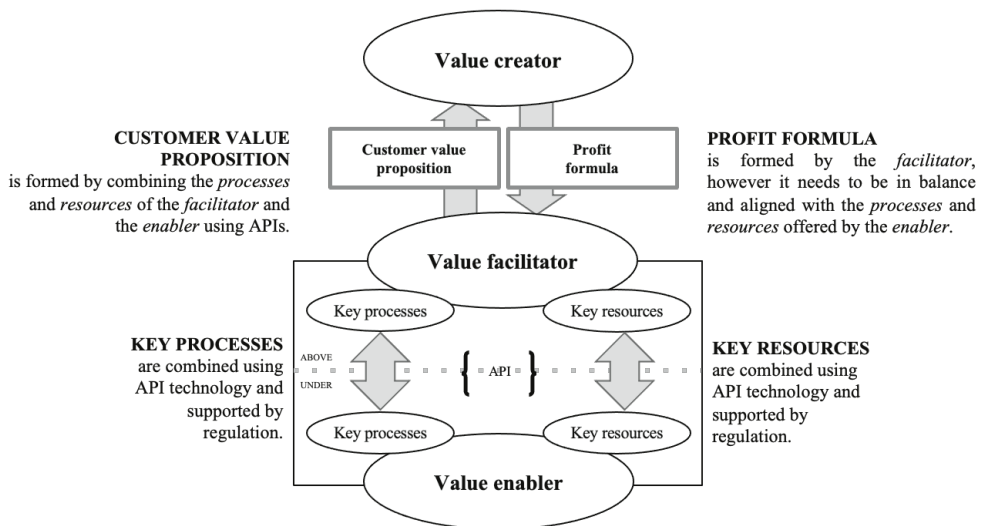 Value creator
CUSTOMER VALUE
PROPOSITION
is formed by combining the processes
and resources of the facilitator and
the enabler using APIs.
Customer value
proposition
Profit
formula
PROFIT FORMULA
is formed by the facilitator,
however it needs to be in balance
and aligned with the processes and
resources offered by the enabler.
Value facilitator
Key processes
Key resources
KEY PROCESSES
are combined using
API technology and
supported by
regulation.
ABOVE
UNDER
{ API }
KEY RESOURCES
are combined using
API technology and
supported by
regulation.
Key processes
Key resources
Value enabler